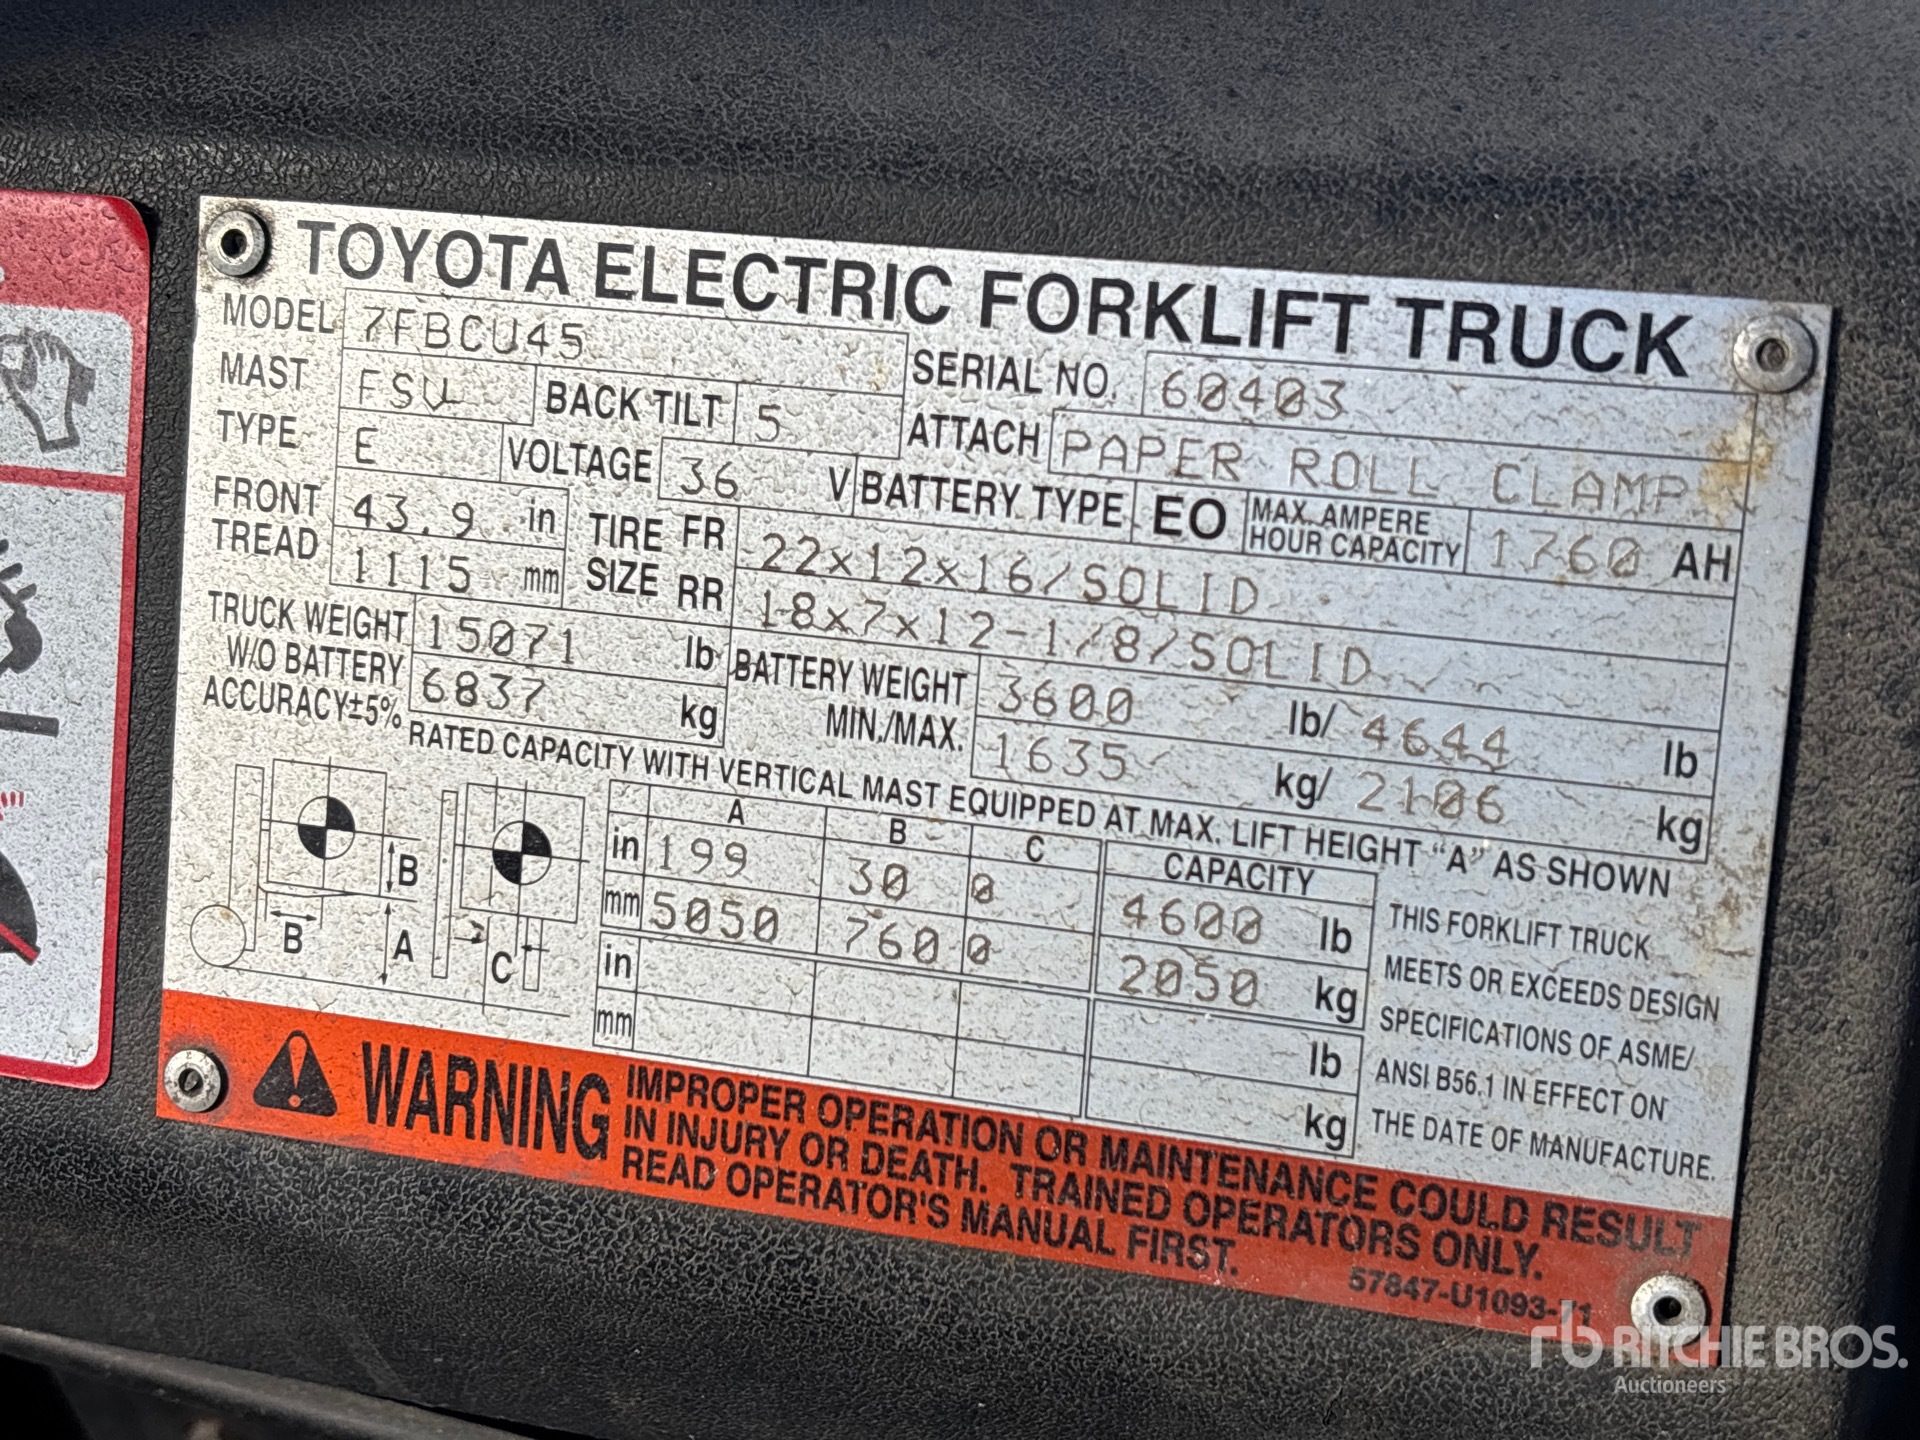 TOYOTA ELECTRIC FORKLIFT TRUCK
MODEL 7FBCU45 SERIAL NO. 60403
MAST FSV BACK TILT 5 ATTACH PAPER ROLL CLAMP
TYPE E VOLTAGE 36 V BATTERY TYPE EO MAX. AMPERE HOUR CAPACITY 1760 AH
FRONT TREAD 43.9 in TIRE SIZE FR 22x12x16/SOLID
1115 mm RR 18x7x12-1/8/SOLID
TRUCK WEIGHT W/O BATTERY ACCURACY±5% 15071 lb BATTERY WEIGHT MIN./MAX. 3600 lb/ 4644 lb
6837 kg 1635 kg/ 2106 kg
RATED CAPACITY WITH VERTICAL MAST EQUIPPED AT MAX. LIFT HEIGHT "A" AS SHOWN
A B C CAPACITY
in 199 30 0 4600 lb
mm 5050 760 0 2050 kg
in lb
mm kg
B B A C
THIS FORKLIFT TRUCK
MEETS OR EXCEEDS DESIGN
SPECIFICATIONS OF ASME/
ANSI B56.1 IN EFFECT ON
THE DATE OF MANUFACTURE.
WARNING
IMPROPER OPERATION OR MAINTENANCE COULD RESULT
IN INJURY OR DEATH. TRAINED OPERATORS ONLY.
READ OPERATOR'S MANUAL FIRST.
57847-U1093-71
rb RITCHIE BROS.
Auctioneers